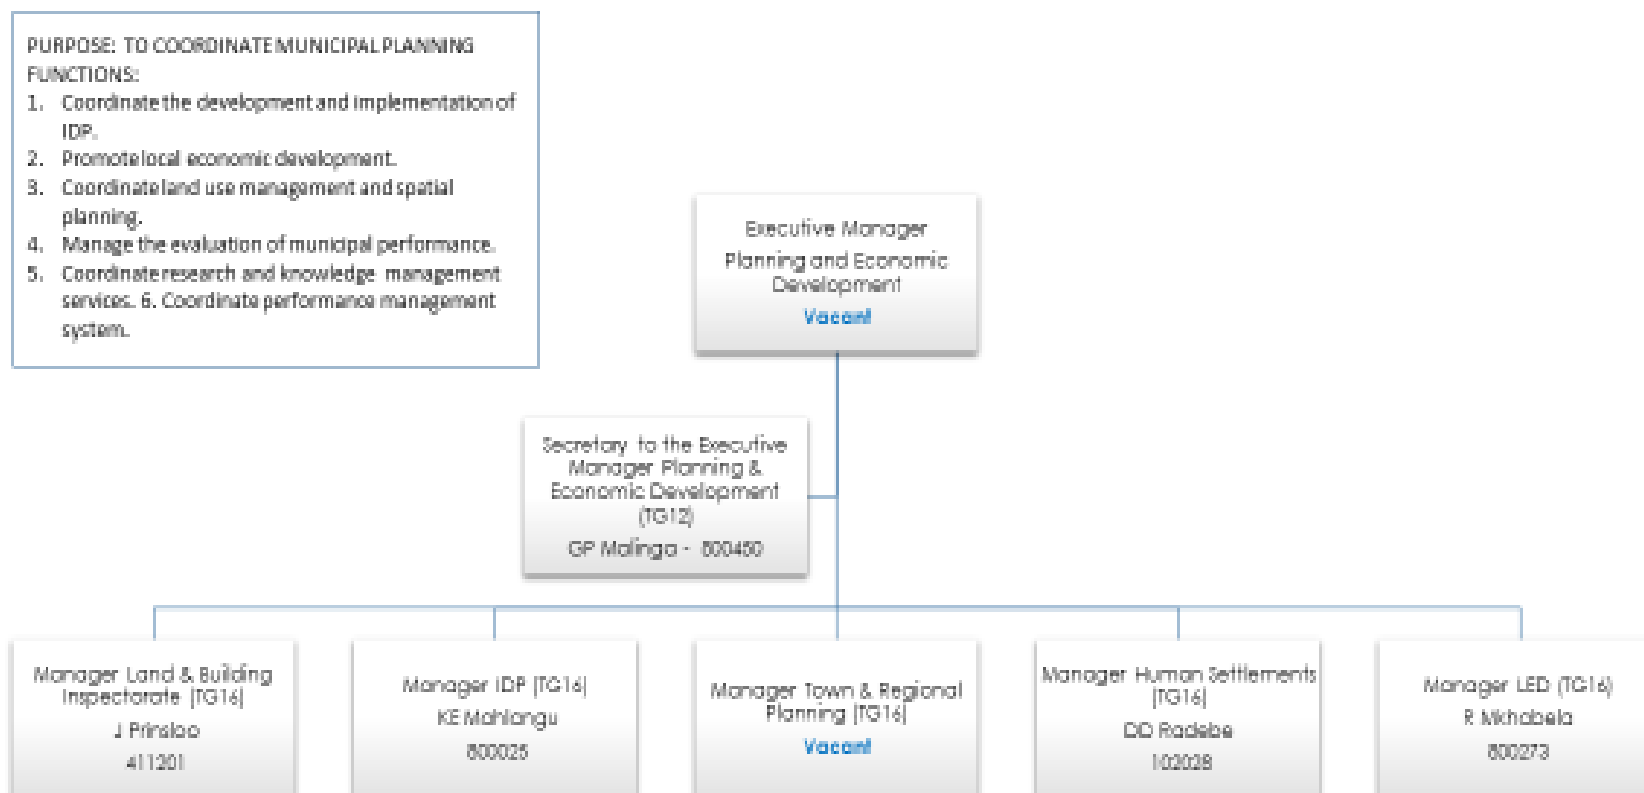 PURPOSE: TO COORDINATE MUNICIPAL PLANNING
FUNCTIONS:
1. Coordinate the development and implementation of
IDP.
2. Promote local economic development.
3. Coordinate land use management and spatial
planning.
4. Manage the evaluation of municipal performance.
5. Coordinate research and knowledge management
services. 6. Coordinate performance management
system.
Executive Manager
Planning and Economic
Development
Vacant
Secretary to the Executive
Manager Planning &
Economic Development
(TG12)
GP Malinga -
Manager Land & Building
Inspectorate (TG16)
J Prinsloo
411201
Manager IDP (TG16)
KE Mahlangu
Manager Town & Regional
Planning (TG16)
Vacant
Manager Human Settlements
(TG16)
DD Radebe
102028
Manager LED (TG16)
R Mkhabela